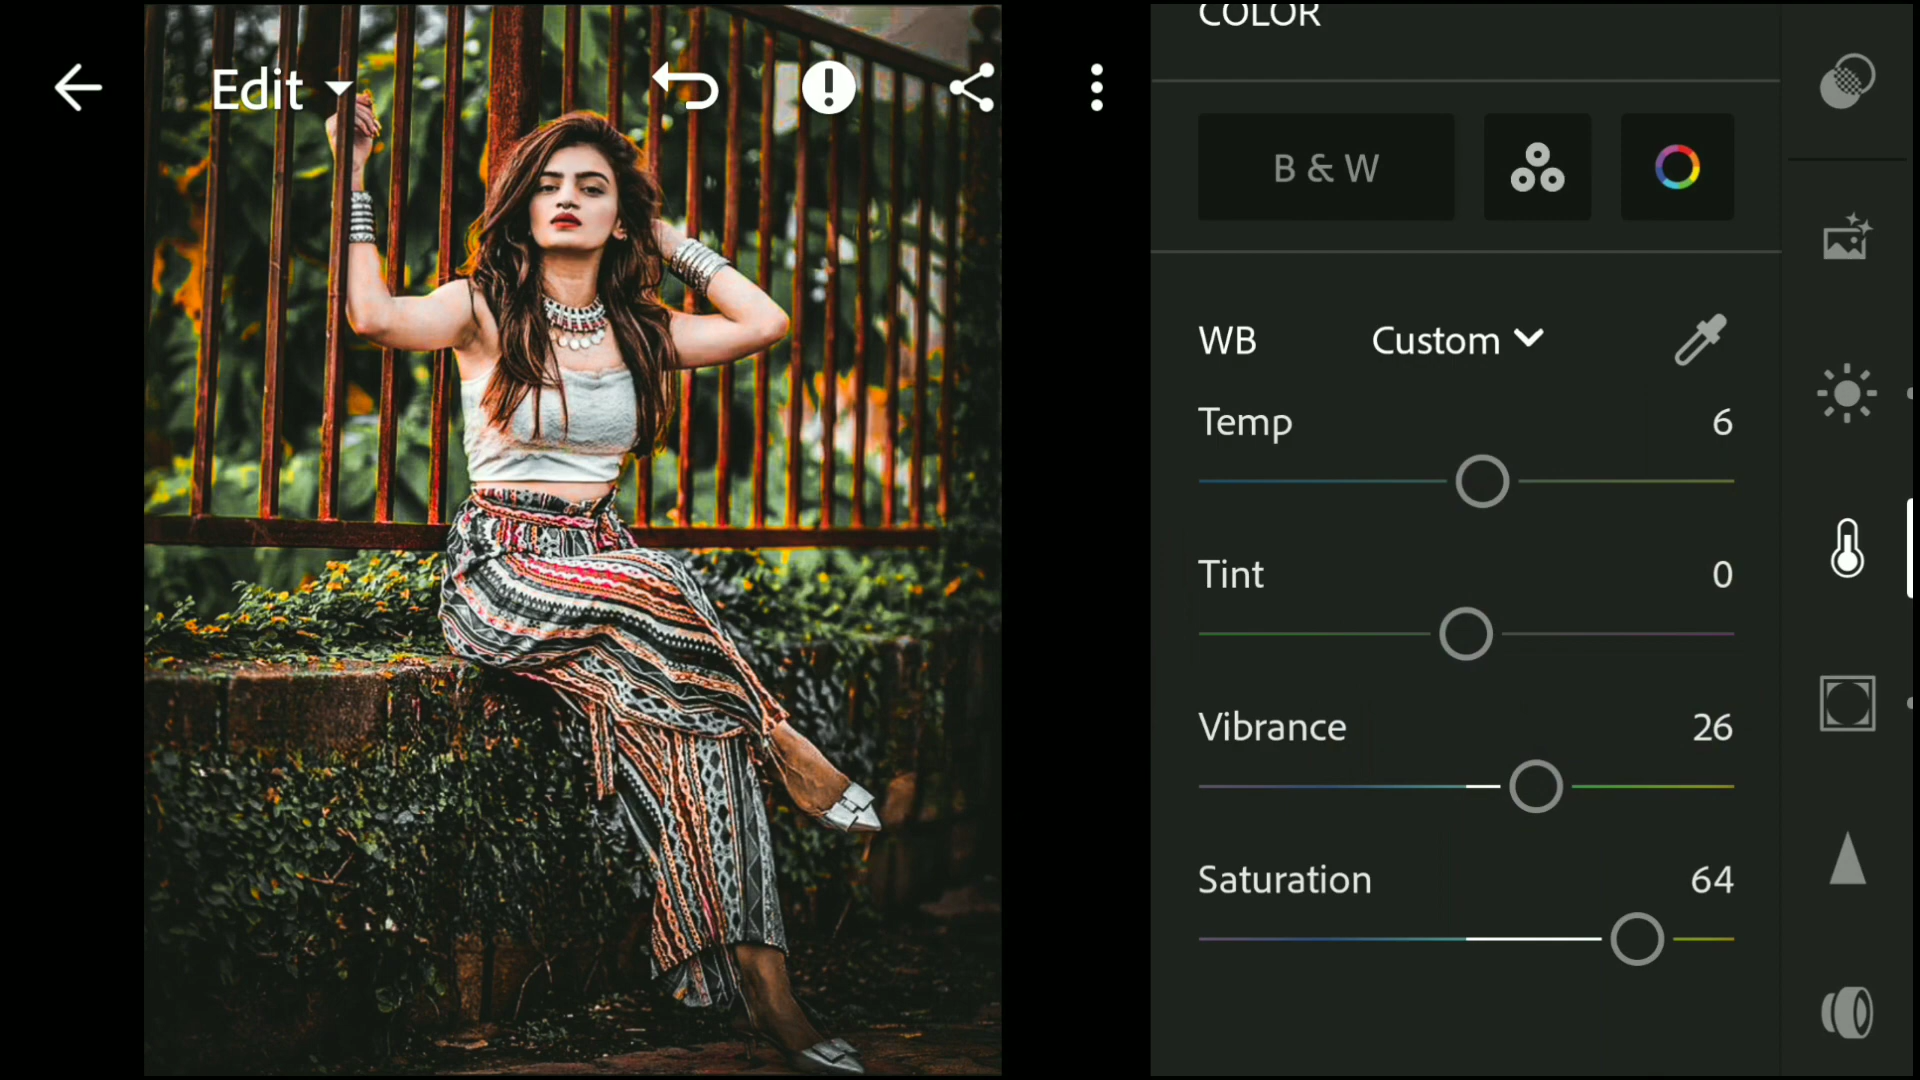 Edit
COLOR
B & W
WB Custom
Temp 6
Tint 0
Vibrance 26
Saturation 64